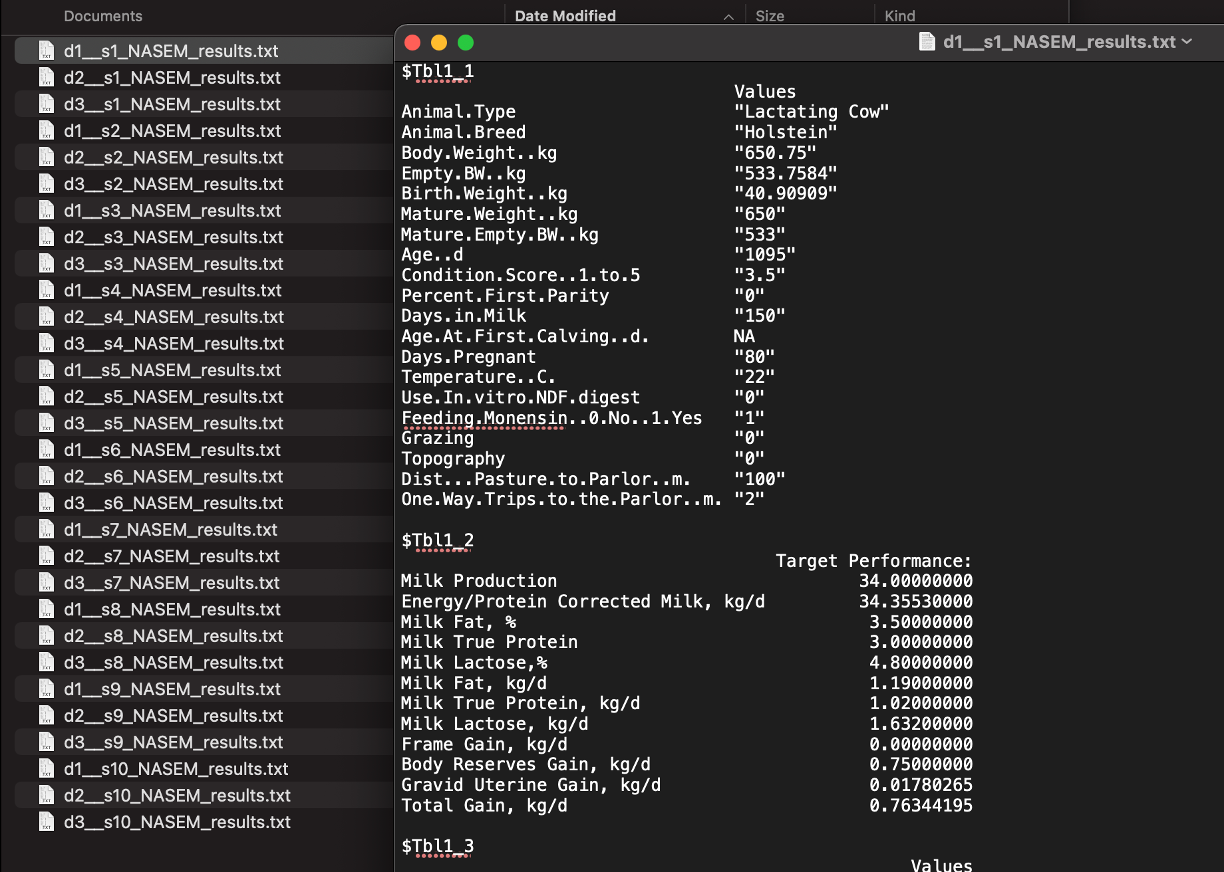 Documents
Date Modified
Size
Kind
d1__s1_NASEM_results.txt
d2__s1_NASEM_results.txt
d3__s1_NASEM_results.txt
d1__s2_NASEM_results.txt
d2__s2_NASEM_results.txt
d3__s2_NASEM_results.txt
d1__s3_NASEM_results.txt
d2__s3_NASEM_results.txt
d3__s3_NASEM_results.txt
d1__s4_NASEM_results.txt
d2__s4_NASEM_results.txt
d3__s4_NASEM_results.txt
d1__s5_NASEM_results.txt
d2__s5_NASEM_results.txt
d3__s5_NASEM_results.txt
d1__s6_NASEM_results.txt
d2__s6_NASEM_results.txt
d3__s6_NASEM_results.txt
d1__s7_NASEM_results.txt
d2__s7_NASEM_results.txt
d3__s7_NASEM_results.txt
d1__s8_NASEM_results.txt
d2__s8_NASEM_results.txt
d3__s8_NASEM_results.txt
d1__s9_NASEM_results.txt
d2__s9_NASEM_results.txt
d3__s9_NASEM_results.txt
d1__s10_NASEM_results.txt
d2__s10_NASEM_results.txt
d3__s10_NASEM_results.txt
d1__s1_NASEM_results.txt
$Tbl1_1
Values
Animal.Type "Lactating Cow"
Animal.Breed "Holstein"
Body.Weight..kg "650.75"
Empty.BW..kg "533.7584"
Birth.Weight..kg "40.90909"
Mature.Weight..kg "650"
Mature.Empty.BW..kg "533"
Age..d "1095"
Condition.Score..1.to.5 "3.5"
Percent.First.Parity "0"
Days.in.Milk "150"
Age.At.First.Calving..d. NA
Days.Pregnant "80"
Temperature..C. "22"
Use.In.vitro.NDF.digest "0"
Feeding.Monensin..0.No..1.Yes "1"
Grazing "0"
Topography "0"
Dist...Pasture.to.Parlor..m. "100"
One.Way.Trips.to.the.Parlor..m. "2"
$Tbl1_2
Target Performance:
Milk Production 34.00000000
Energy/Protein Corrected Milk, kg/d 34.35530000
Milk Fat, % 3.50000000
Milk True Protein 3.00000000
Milk Lactose,% 4.80000000
Milk Fat, kg/d 1.19000000
Milk True Protein, kg/d 1.02000000
Milk Lactose, kg/d 1.63200000
Frame Gain, kg/d 0.00000000
Body Reserves Gain, kg/d 0.75000000
Gravid Uterine Gain, kg/d 0.01780265
Total Gain, kg/d 0.76344195
$Tbl1_3
Values